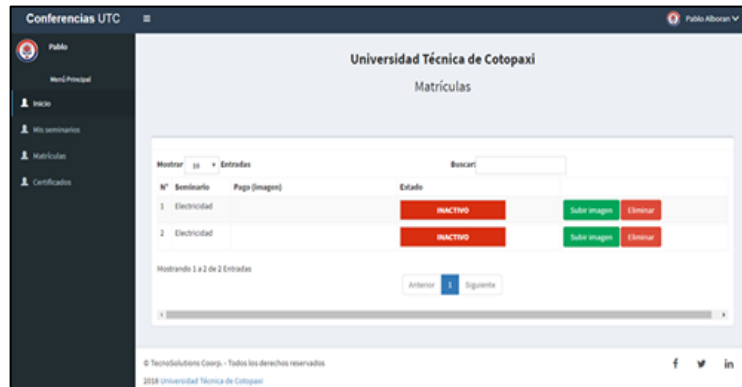 Conferencias UTC
Pablo Alboran
Pablo
Menú Principal
Inicio
Mis seminarios
Matrículas
Certificados
Universidad Técnica de Cotopaxi
Matrículas
Mostrar 10 Entradas Buscar:
N° Seminario Pago (imagen) Estado
1 Electricidad INACTIVO Subir imagen Eliminar
2 Electricidad INACTIVO Subir imagen Eliminar
Mostrando 1 a 2 de 2 Entradas
Anterior 1 Siguiente
© TecnoSolutions Coorp. - Todos los derechos reservados
2018 Universidad Técnica de Cotopaxi